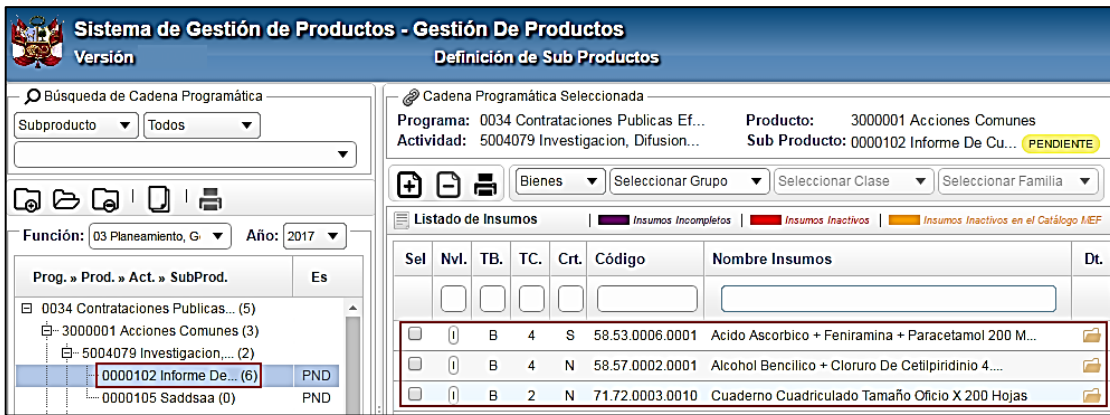 Sistema de Gestión de Productos - Gestión De Productos
Versión Definición de Sub Productos
Búsqueda de Cadena Programática
Subproducto Todos
Función: 03 Planeamiento, G Año: 2017
Prog. » Prod. » Act. » SubProd. Es
0034 Contrataciones Publicas... (5)
3000001 Acciones Comunes (3)
5004079 Investigacion,... (2)
0000102 Informe De... (6) PND
0000105 Saddsaa (0) PND
Cadena Programática Seleccionada
Programa: 0034 Contrataciones Publicas Ef... Producto: 3000001 Acciones Comunes
Actividad: 5004079 Investigacion, Difusion... Sub Producto: 0000102 Informe De Cu... PENDIENTE
Bienes Seleccionar Grupo Seleccionar Clase Seleccionar Familia
Listado de Insumos | Insumos Incompletos | Insumos Inactivos | Insumos Inactivos en el Catálogo MEF
Sel Nvl. TB. TC. Crt. Código Nombre Insumos Dt.
I B 4 S 58.53.0006.0001 Acido Ascorbico + Feniramina + Paracetamol 200 M...
I B 4 N 58.57.0002.0001 Alcohol Bencilico + Cloruro De Cetilpiridinio 4....
I B 2 N 71.72.0003.0010 Cuaderno Cuadriculado Tamaño Oficio X 200 Hojas